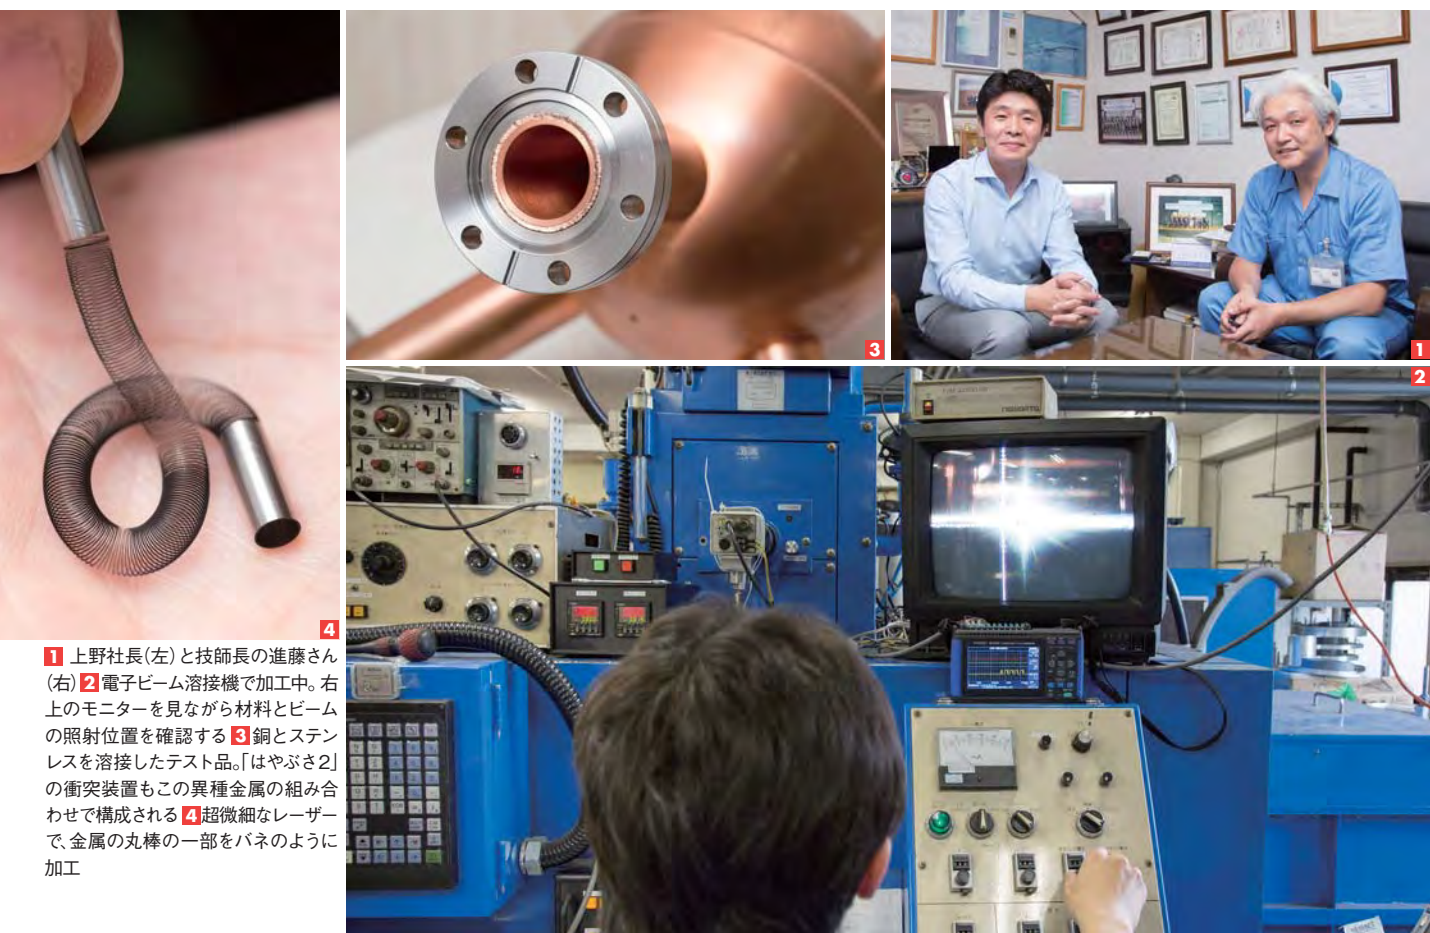 3
1
2
4
1 上野社長(左)と技師長の進藤さん
(右) 2 電子ビーム溶接機で加工中。右
上のモニターを見ながら材料とビーム
の照射位置を確認する 3 銅とステン
レスを溶接したテスト品。「はやぶさ2」
の衝突装置もこの異種金属の組み合
わせで構成される 4 超微細なレーザー
で、金属の丸棒の一部をバネのように
加工